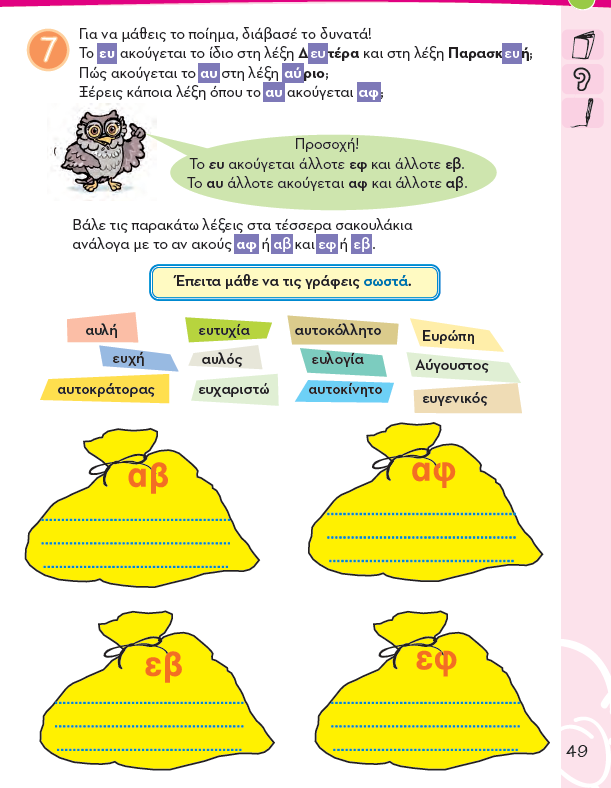 7
Για να μάθεις το ποίημα, διάβασέ το δυνατά!
Το ευ ακούγεται το ίδιο στη λέξη Δευτέρα και στη λέξη Παρασκευή;
Πώς ακούγεται το αυ στη λέξη αύριο;
Ξέρεις κάποια λέξη όπου το αυ ακούγεται αφ;
Προσοχή!
Το ευ ακούγεται άλλοτε εφ και άλλοτε εβ.
Το αυ άλλοτε ακούγεται αφ και άλλοτε αβ.
Βάλε τις παρακάτω λέξεις στα τέσσερα σακουλάκια
ανάλογα με το αν ακούς αφ ή αβ και εφ ή εβ.
Έπειτα μάθε να τις γράφεις σωστά.
αυλή ευτυχία αυτοκόλλητο Ευρώπη
ευχή αυλός ευλογία Αύγουστος
αυτοκράτορας ευχαριστώ αυτοκίνητο ευγενικός
αβ αφ
εβ εφ
49